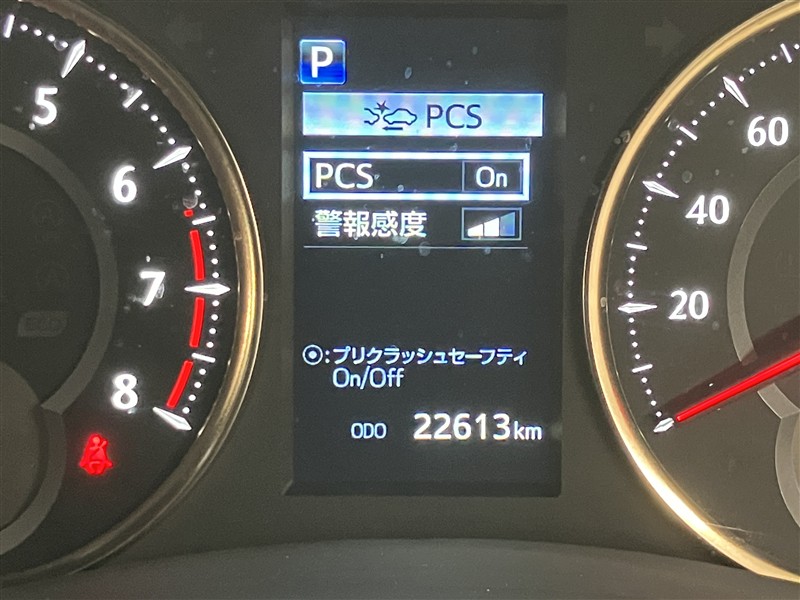 5
6
7
8
P
PCS
PCS On
警報感度
◎:プリクラッシュセーフティ
On/Off
ODO 22613km
60
40
20